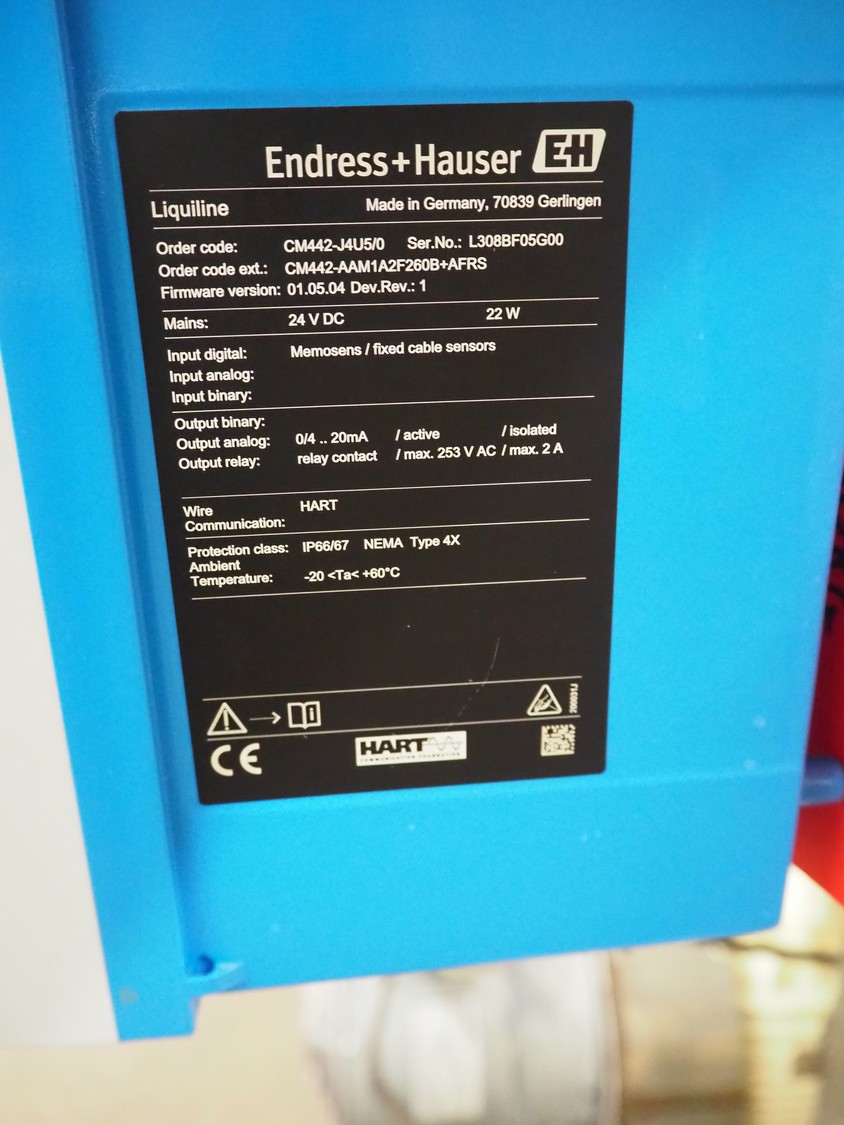 Endress+Hauser EH
Liquiline Made in Germany, 70839 Gerlingen
Order code: CM442-J4U5/0 Ser.No.: L308BF05G00
Order code ext.: CM442-AAM1A2F260B+AFRS
Firmware version: 01.05.04 Dev.Rev.: 1
Mains: 24 V DC 22 W
Input digital: Memosens / fixed cable sensors
Input analog:
Input binary:
Output binary:
Output analog: 0/4 .. 20mA / active / isolated
Output relay: relay contact / max. 253 V AC / max. 2 A
Wire HART
Communication:
Protection class: IP66/67 NEMA Type 4X
Ambient
Temperature: -20 <Ta< +60°C
i
CE
HART
COMMUNICATION FOUNDATION